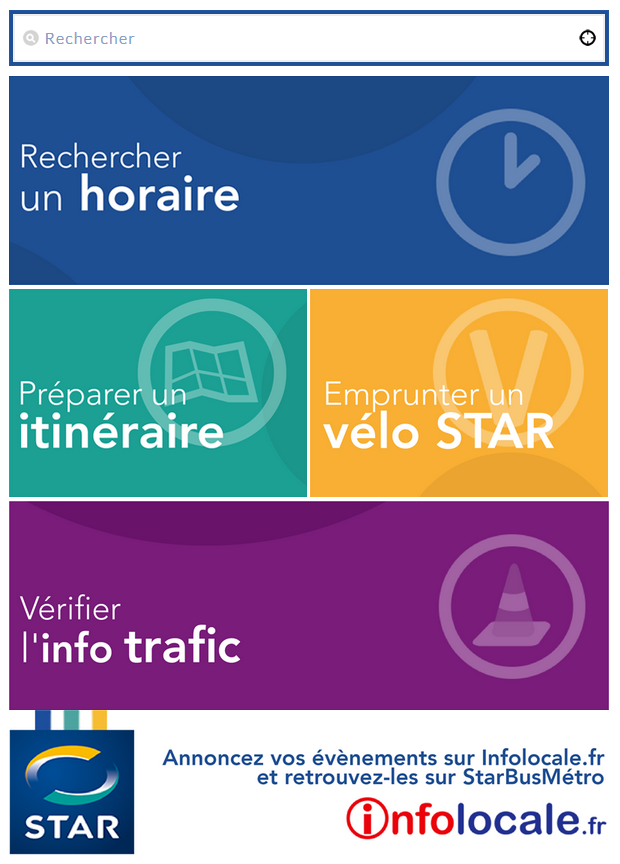 Rechercher
Rechercher
un horaire
Préparer un
itinéraire
Emprunter un
vélo STAR
V
Vérifier
l'info trafic
STAR
Annoncez vos évènements sur Infolocale.fr
et retrouvez-les sur StarBusMétro
infolocale.fr